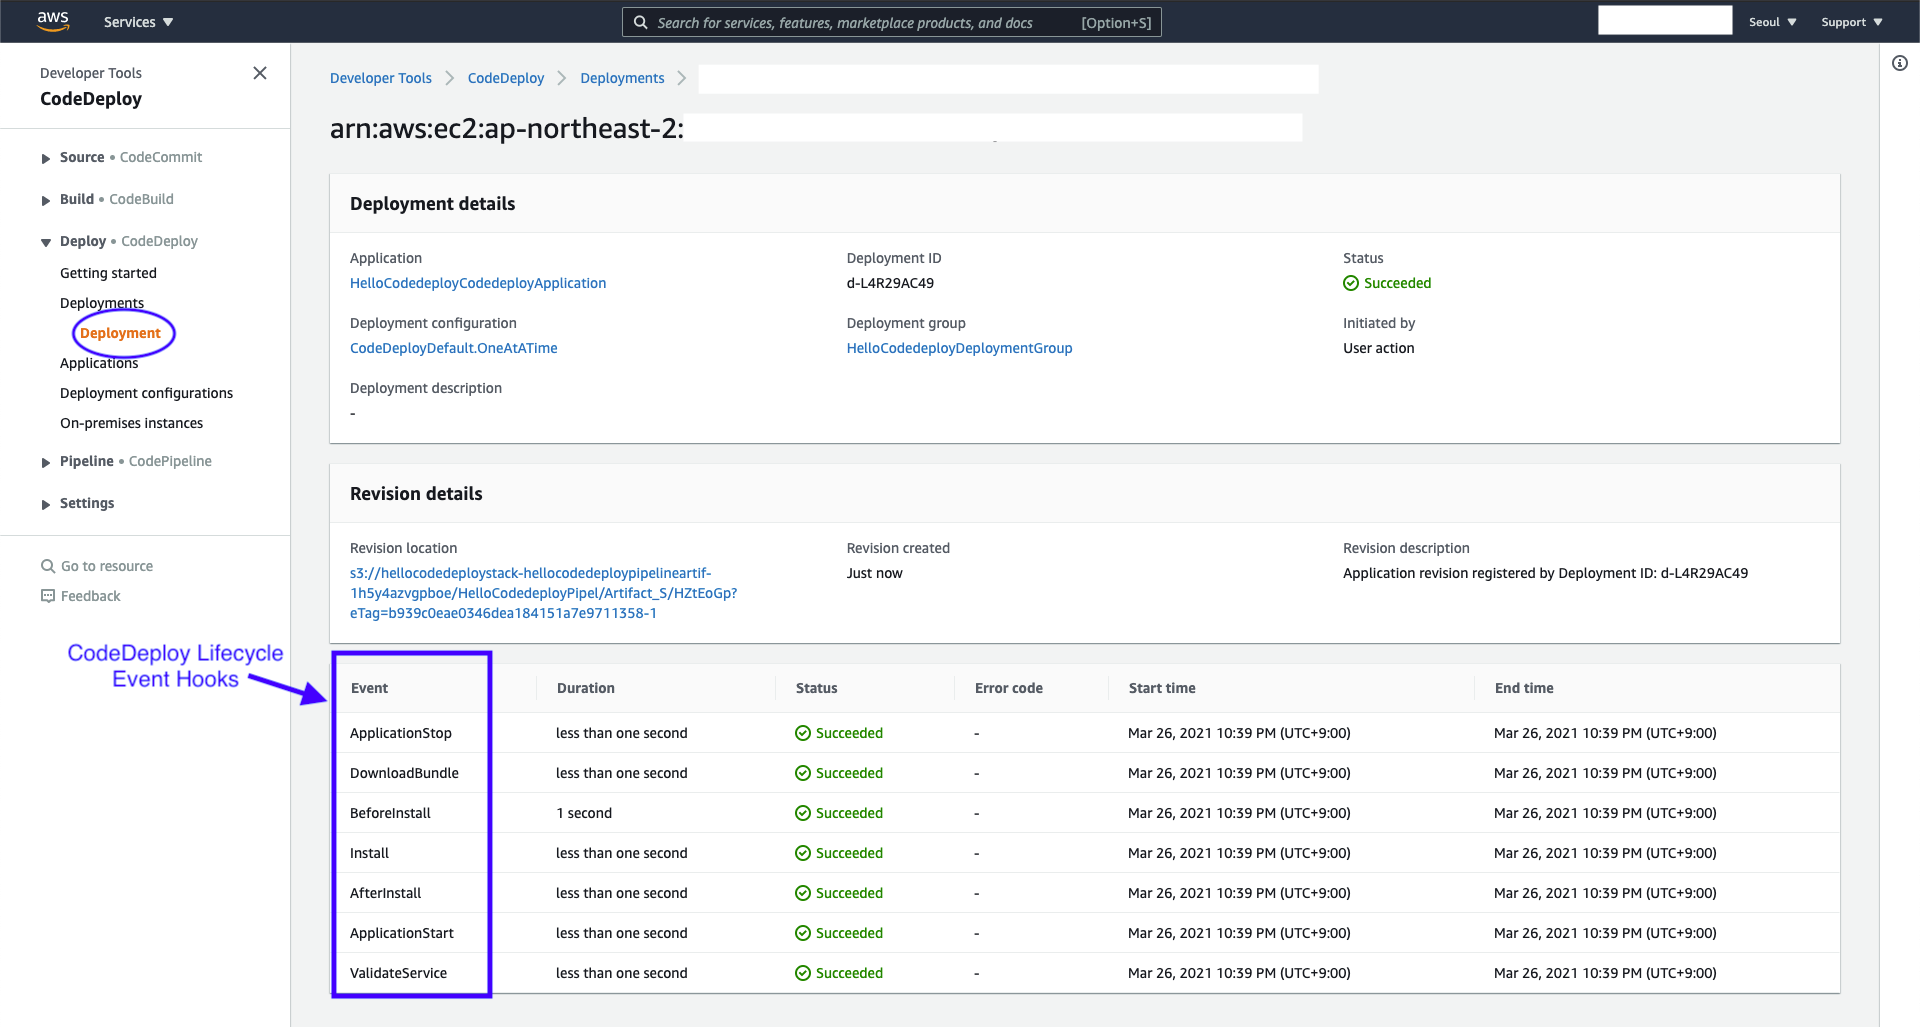 aws Services ▼ Search for services, features, marketplace products, and docs [Option+S] Seoul ▼ Support ▼
Developer Tools
CodeDeploy
Source • CodeCommit
Build • CodeBuild
Deploy • CodeDeploy
Getting started
Deployments
Deployment
Applications
Deployment configurations
On-premises instances
Pipeline • CodePipeline
Settings
Go to resource
Feedback
CodeDeploy Lifecycle
Event Hooks
Developer Tools > CodeDeploy > Deployments >
arn:aws:ec2:ap-northeast-2:
Deployment details
Application Deployment ID Status
HelloCodedeployCodedeployApplication d-L4R29AC49 Succeeded
Deployment configuration Deployment group Initiated by
CodeDeployDefault.OneAtATime HelloCodedeployDeploymentGroup User action
Deployment description
-
Revision details
Revision location Revision created Revision description
s3://hellocodedeploystack-hellocodedeploypipelineartif- Just now Application revision registered by Deployment ID: d-L4R29AC49
1h5y4azvgpboe/HelloCodedeployPipel/Artifact_S/HZtEoGp?
eTag=b939c0eae0346dea184151a7e9711358-1
Event Duration Status Error code Start time End time
ApplicationStop less than one second Succeeded - Mar 26, 2021 10:39 PM (UTC+9:00) Mar 26, 2021 10:39 PM (UTC+9:00)
DownloadBundle less than one second Succeeded - Mar 26, 2021 10:39 PM (UTC+9:00) Mar 26, 2021 10:39 PM (UTC+9:00)
BeforeInstall 1 second Succeeded - Mar 26, 2021 10:39 PM (UTC+9:00) Mar 26, 2021 10:39 PM (UTC+9:00)
Install less than one second Succeeded - Mar 26, 2021 10:39 PM (UTC+9:00) Mar 26, 2021 10:39 PM (UTC+9:00)
AfterInstall less than one second Succeeded - Mar 26, 2021 10:39 PM (UTC+9:00) Mar 26, 2021 10:39 PM (UTC+9:00)
ApplicationStart less than one second Succeeded - Mar 26, 2021 10:39 PM (UTC+9:00) Mar 26, 2021 10:39 PM (UTC+9:00)
ValidateService less than one second Succeeded - Mar 26, 2021 10:39 PM (UTC+9:00) Mar 26, 2021 10:39 PM (UTC+9:00)